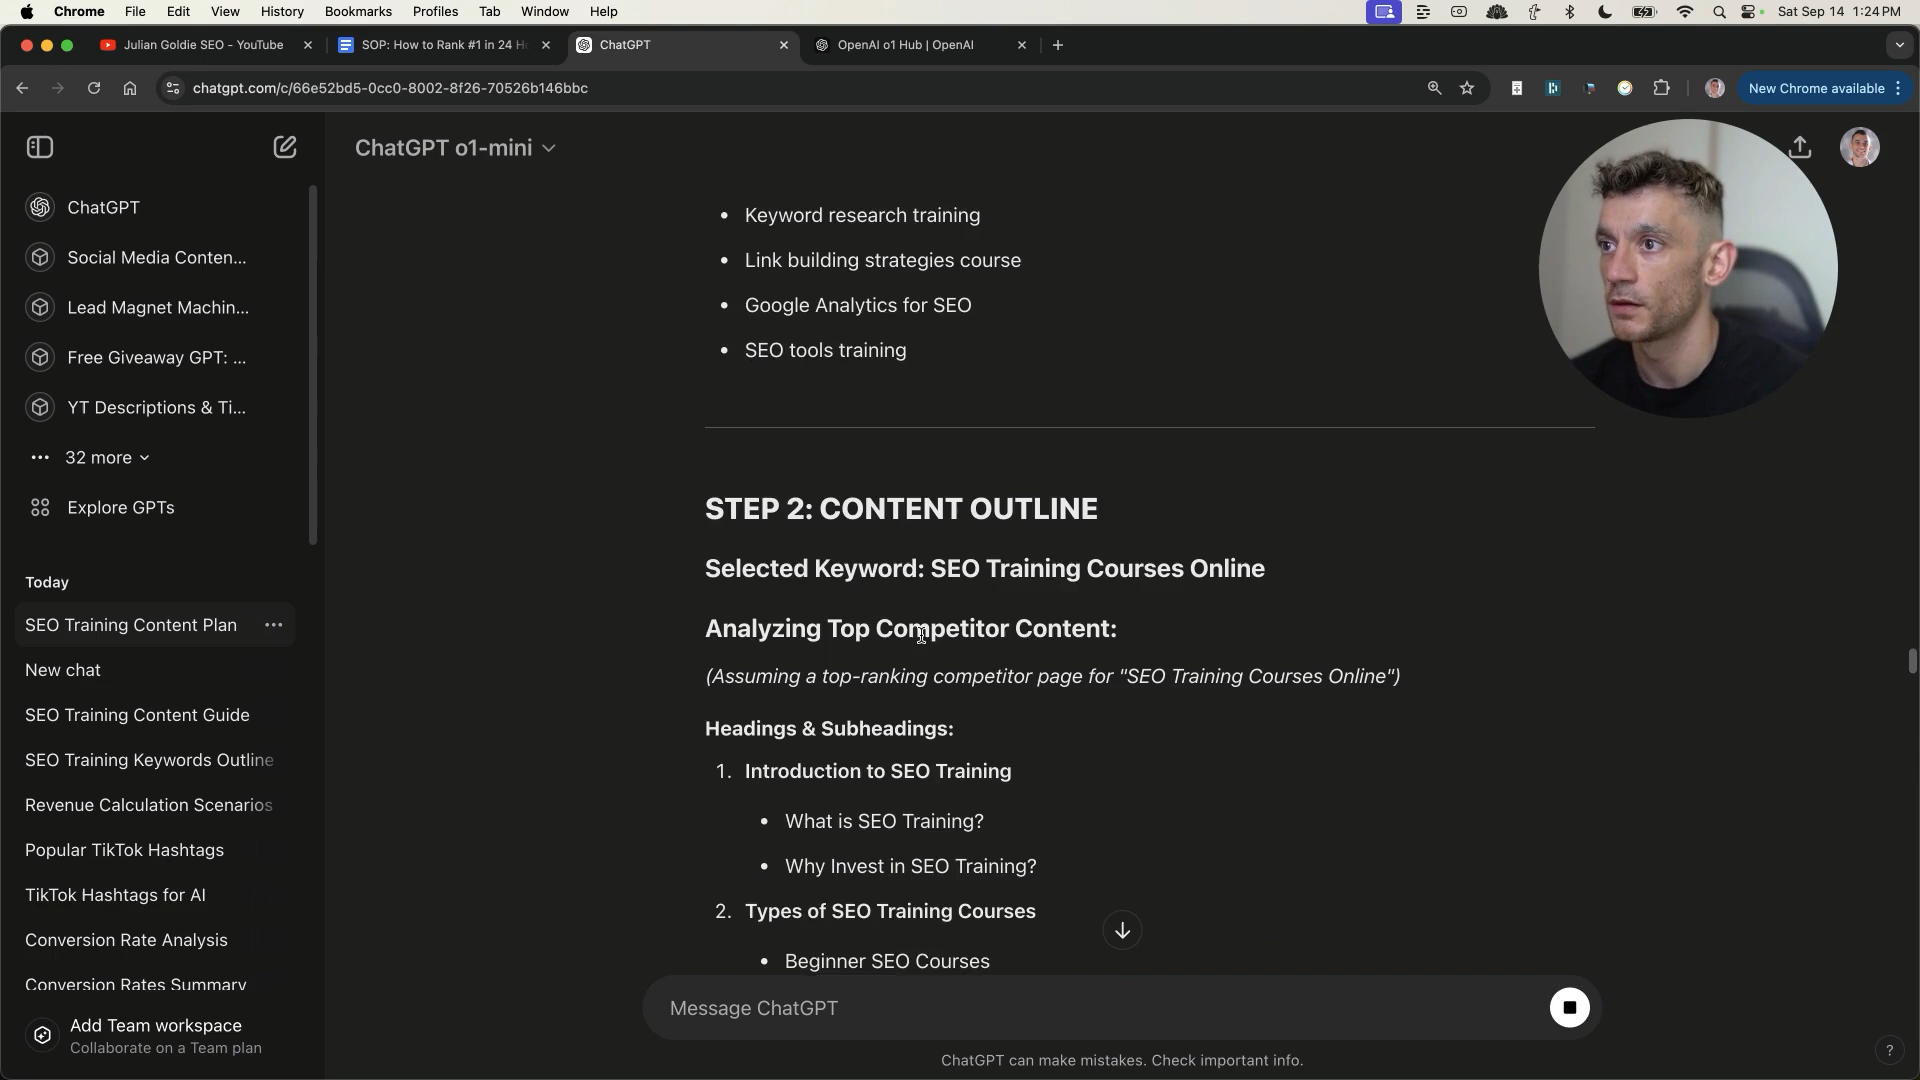 Chrome File Edit View History Bookmarks Profiles Tab Window Help Sat Sep 14 1:24 PM
Julian Goldie SEO - YouTube SOP: How to Rank #1 in 24 H ChatGPT OpenAI o1 Hub | OpenAI
chatgpt.com/c/66e52bd5-0cc0-8002-8f26-70526b146bbc New Chrome available
ChatGPT
Social Media Conten...
Lead Magnet Machin...
Free Giveaway GPT: ...
YT Descriptions & Ti...
32 more
Explore GPTs
Today
SEO Training Content Plan
New chat
SEO Training Content Guide
SEO Training Keywords Outline
Revenue Calculation Scenarios
Popular TikTok Hashtags
TikTok Hashtags for AI
Conversion Rate Analysis
Conversion Rates Summary
Add Team workspace
Collaborate on a Team plan
ChatGPT o1-mini
• Keyword research training
• Link building strategies course
• Google Analytics for SEO
• SEO tools training
STEP 2: CONTENT OUTLINE
Selected Keyword: SEO Training Courses Online
Analyzing Top Competitor Content:
(Assuming a top-ranking competitor page for "SEO Training Courses Online")
Headings & Subheadings:
1. Introduction to SEO Training
• What is SEO Training?
• Why Invest in SEO Training?
2. Types of SEO Training Courses
• Beginner SEO Courses
Message ChatGPT
ChatGPT can make mistakes. Check important info.
?